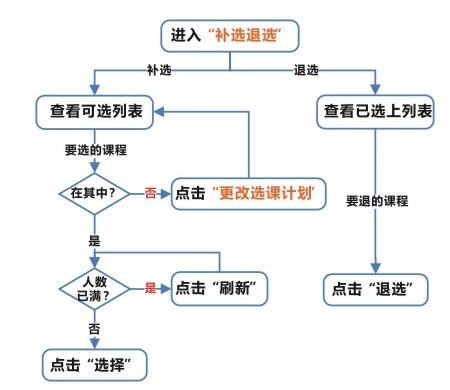 进入“补选退选”
补选
退选
查看可选列表
查看已选上列表
要选的课程
在其中？
否
点击“更改选课计划”
要退的课程
是
人数
已满？
是
点击“刷新”
点击“退选”
否
点击“选择”